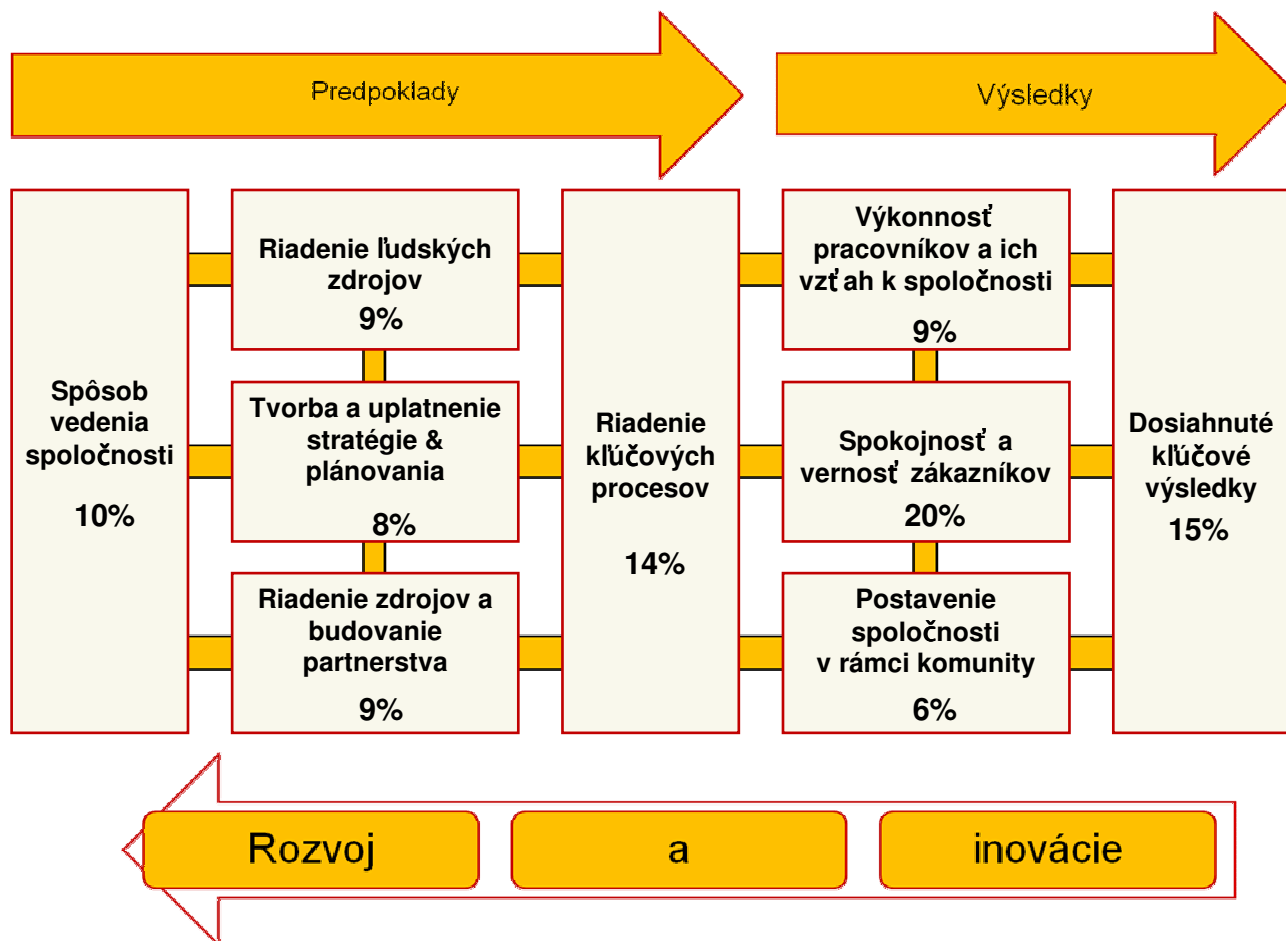 Predpoklady
Výsledky
Spôsob
vedenia
spoločnosti
10%
Riadenie ľudských
zdrojov
9%
Tvorba a uplatnenie
stratégie &
plánovania
8%
Riadenie zdrojov a
budovanie
partnerstva
9%
Riadenie
kľúčových
procesov
14%
Výkonnosť
pracovníkov a ich
vzťah k spoločnosti
9%
Spokojnosť a
vernosť zákazníkov
20%
Postavenie
spoločnosti
v rámci komunity
6%
Dosiahnuté
kľúčové
výsledky
15%
Rozvoj a inovácie